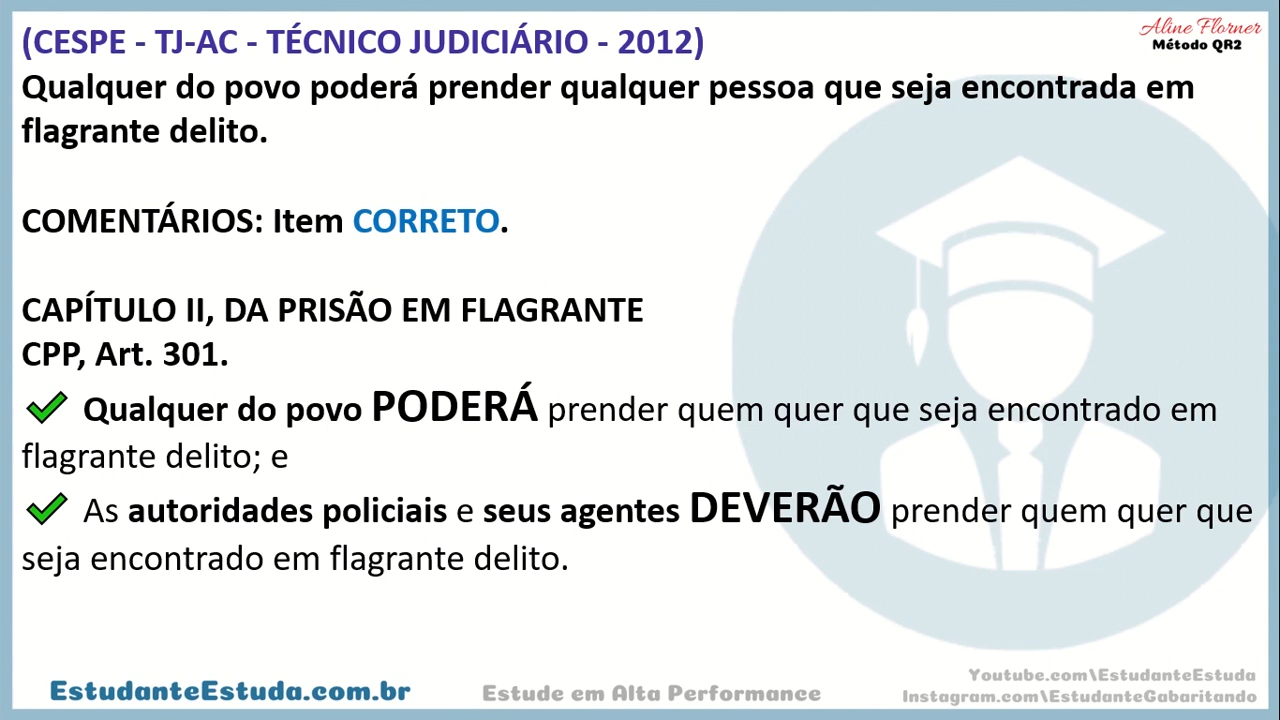 (CESPE - TJ-AC - TÉCNICO JUDICIÁRIO - 2012)
Aline Florner
Método QR2
Qualquer do povo poderá prender qualquer pessoa que seja encontrada em
flagrante delito.
COMENTÁRIOS: Item CORRETO.
CAPÍTULO II, DA PRISÃO EM FLAGRANTE
CPP, Art. 301.
Qualquer do povo PODERÁ prender quem quer que seja encontrado em
flagrante delito; e
As autoridades policiais e seus agentes DEVERÃO prender quem quer que
seja encontrado em flagrante delito.
EstudanteEstuda.com.br
Estude em Alta Performance
Youtube.com\EstudanteEstuda
Instagram.com\EstudanteGabaritando